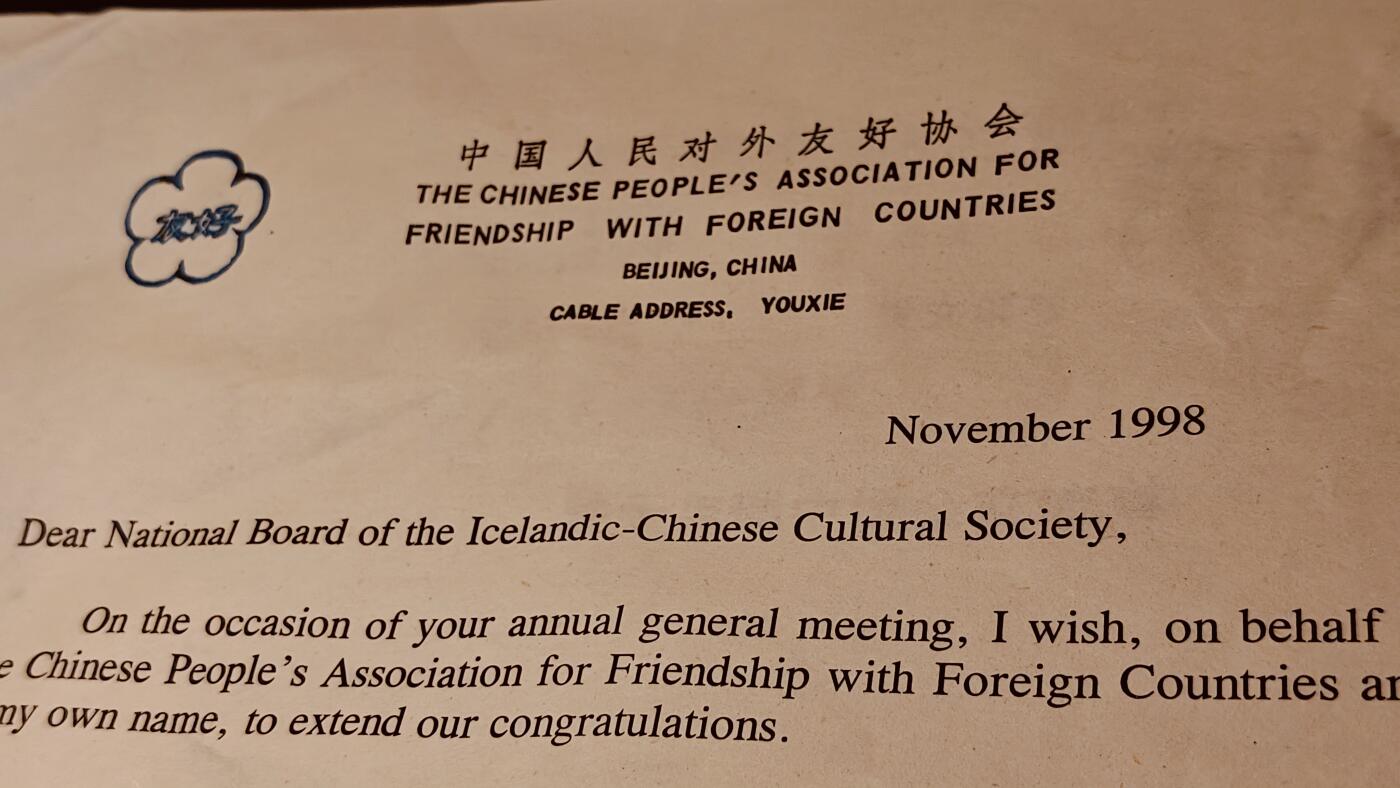 友好
中国人民对外友好协会
THE CHINESE PEOPLE'S ASSOCIATION FOR
FRIENDSHIP WITH FOREIGN COUNTRIES
BEIJING, CHINA
CABLE ADDRESS. YOUXIE
November 1998
Dear National Board of the Icelandic-Chinese Cultural Society,
On the occasion of your annual general meeting, I wish, on behalf
e Chinese People's Association for Friendship with Foreign Countries an
my own name, to extend our congratulations.